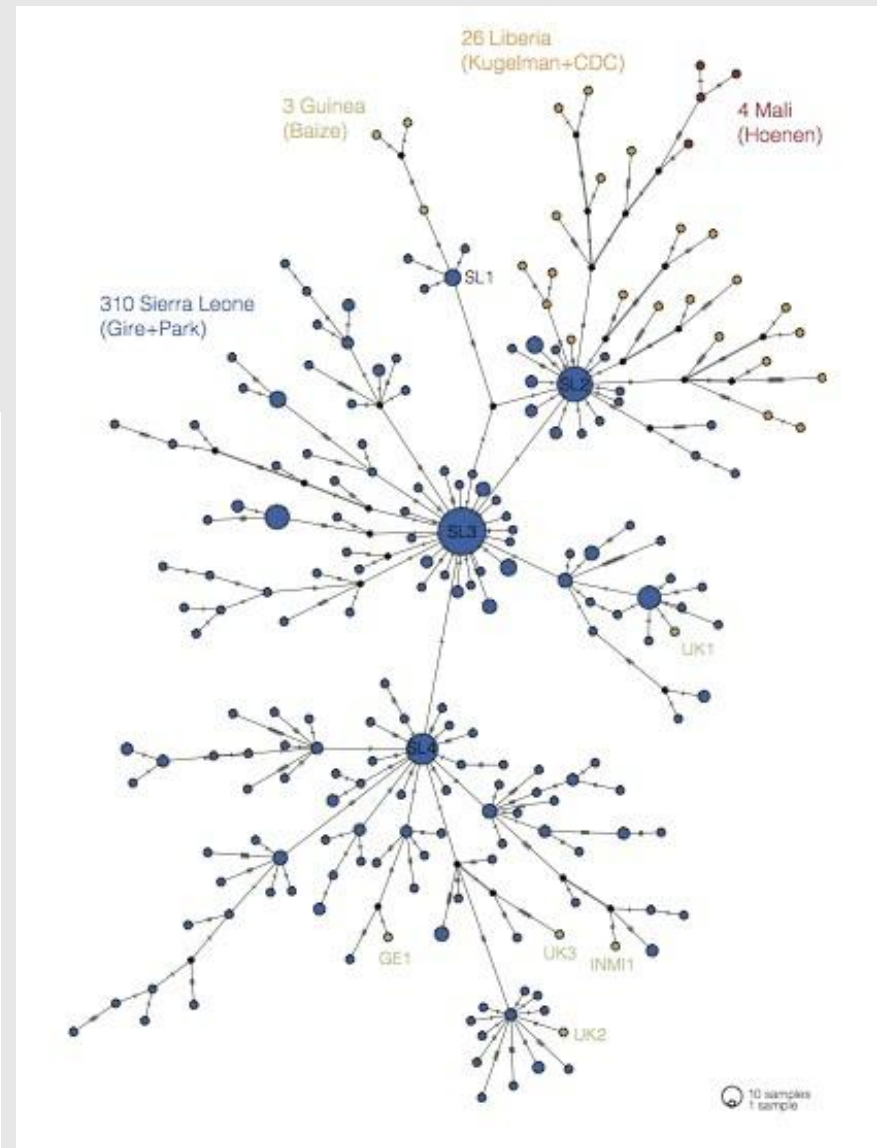 26 Liberia
(Kugelman+CDC)
3 Guinea
(Baize)
4 Mali
(Hoenen)
SL1
310 Sierra Leone
(Gire+Park)
SL2
SL3
UK1
SL4
GE1
UK3
INMI1
UK2
10 samples
1 sample